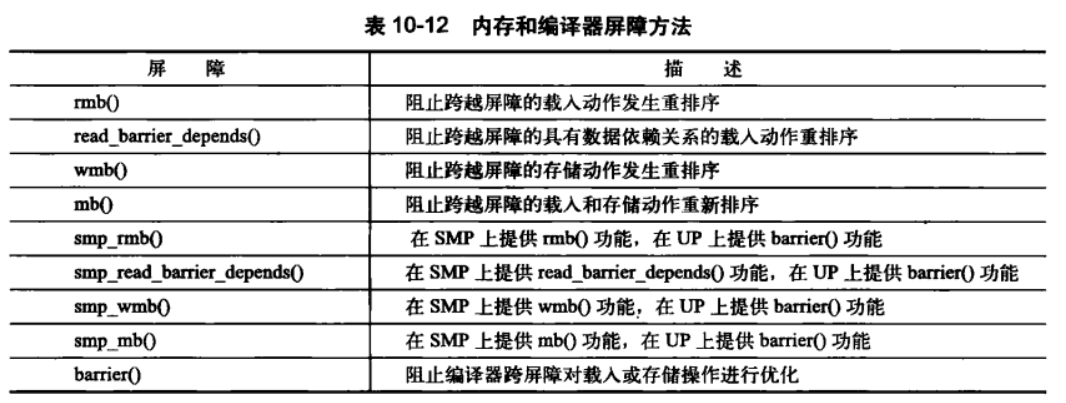 表 10-12 内存和编译器屏障方法
屏 障 描 述
rmb() 阻止跨越屏障的载入动作发生重排序
read_barrier_depends() 阻止跨越屏障的具有数据依赖关系的载入动作重排序
wmb() 阻止跨越屏障的存储动作发生重排序
mb() 阻止跨越屏障的载入和存储动作重新排序
smp_rmb() 在 SMP 上提供 rmb() 功能，在 UP 上提供 barrier() 功能
smp_read_barrier_depends() 在 SMP 上提供 read_barrier_depends() 功能，在 UP 上提供 barrier() 功能
smp_wmb() 在 SMP 上提供 wmb() 功能，在 UP 上提供 barrier() 功能
smp_mb() 在 SMP 上提供 mb() 功能，在 UP 上提供 barrier() 功能
barrier() 阻止编译器跨屏障对载入或存储操作进行优化